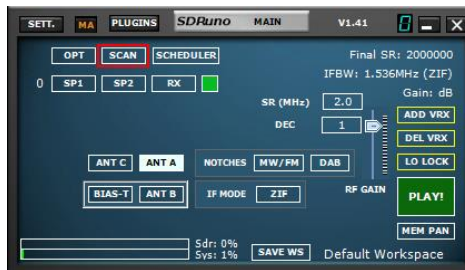 SETT. MA PLUGINS SDRuno MAIN V1.41
OPT SCAN SCHEDULER Final SR: 2000000
IFBW: 1.536MHz (ZIF)
0 SP1 SP2 RX Gain: dB
SR (MHz) 2.0 ADD VRX
DEC 1 DEL VRX
ANT C ANT A NOTCHES MW/FM DAB LO LOCK
BIAS-T ANT B IF MODE ZIF RF GAIN PLAY!
MEM PAN
Sdr: 0%
Sys: 1% SAVE WS Default Workspace